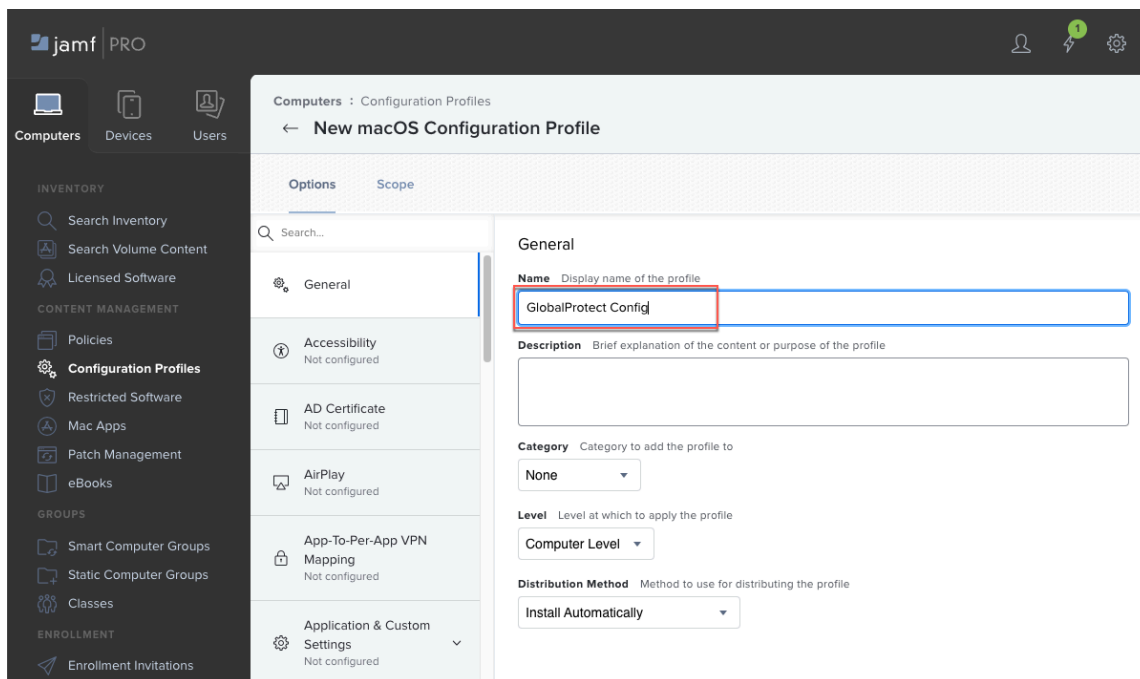 jamf PRO
1
Computers
Devices
Users
INVENTORY
Search Inventory
Search Volume Content
Licensed Software
CONTENT MANAGEMENT
Policies
Configuration Profiles
Restricted Software
Mac Apps
Patch Management
eBooks
GROUPS
Smart Computer Groups
Static Computer Groups
Classes
ENROLLMENT
Enrollment Invitations
Computers : Configuration Profiles
← New macOS Configuration Profile
Options
Scope
Search...
General
Accessibility
Not configured
AD Certificate
Not configured
AirPlay
Not configured
App-To-Per-App VPN
Mapping
Not configured
Application & Custom
Settings
Not configured
General
Name Display name of the profile
GlobalProtect Config
Description Brief explanation of the content or purpose of the profile
Category Category to add the profile to
None
Level Level at which to apply the profile
Computer Level
Distribution Method Method to use for distributing the profile
Install Automatically